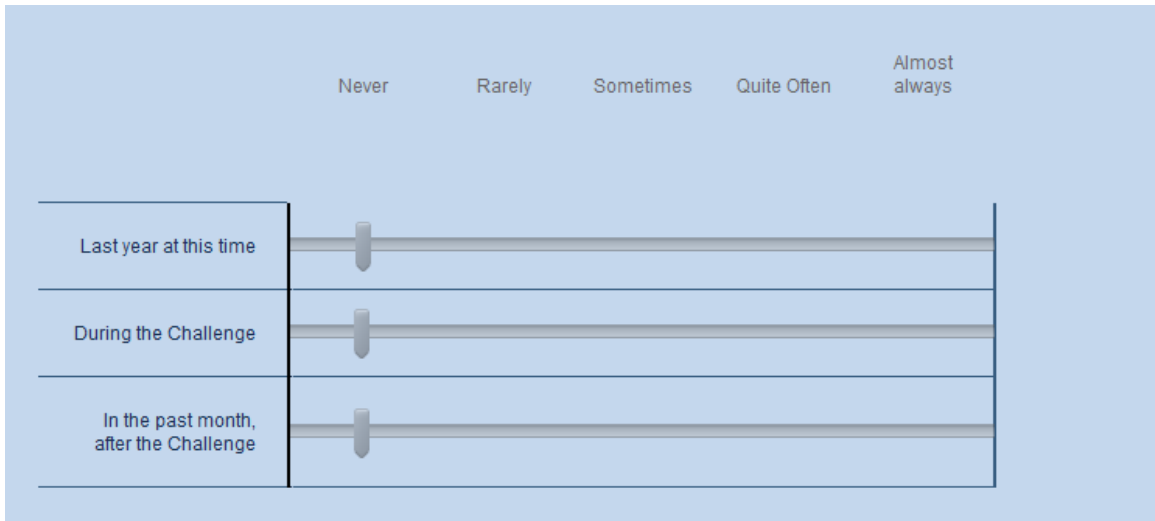 Never Rarely Sometimes Quite Often Almost
always
Last year at this time
During the Challenge
In the past month,
after the Challenge